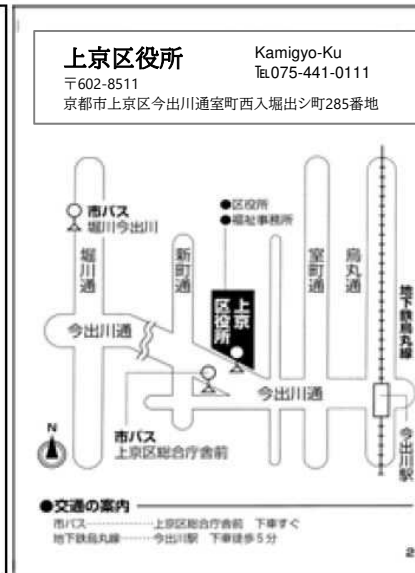 上京区役所
Kamigyo-Ku
〒602-8511
℡075-441-0111
京都市上京区今出川通室町西入堀出シ町285番地
●区役所
●福祉事務所
市バス
堀川今出川
堀川通
新町通
室町通
烏丸通
地下鉄烏丸線
上京
区役所
今出川通
今出川通
市バス
上京区総合庁舎前
今出川駅
N
●交通の案内
市バス…………上京区総合庁舎前 下車すぐ
地下鉄烏丸線……今出川駅 下車徒歩5分
2